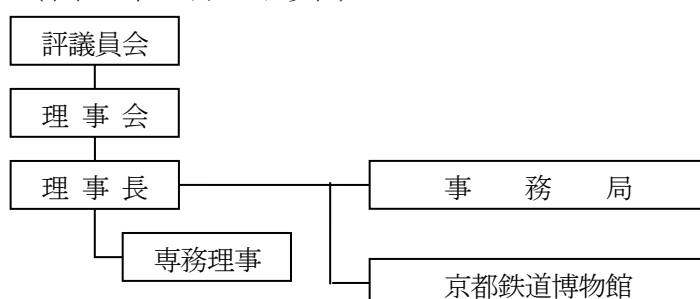 評議員会
理 事 会
理 事 長
事 務 局
専務理事
京都鉄道博物館